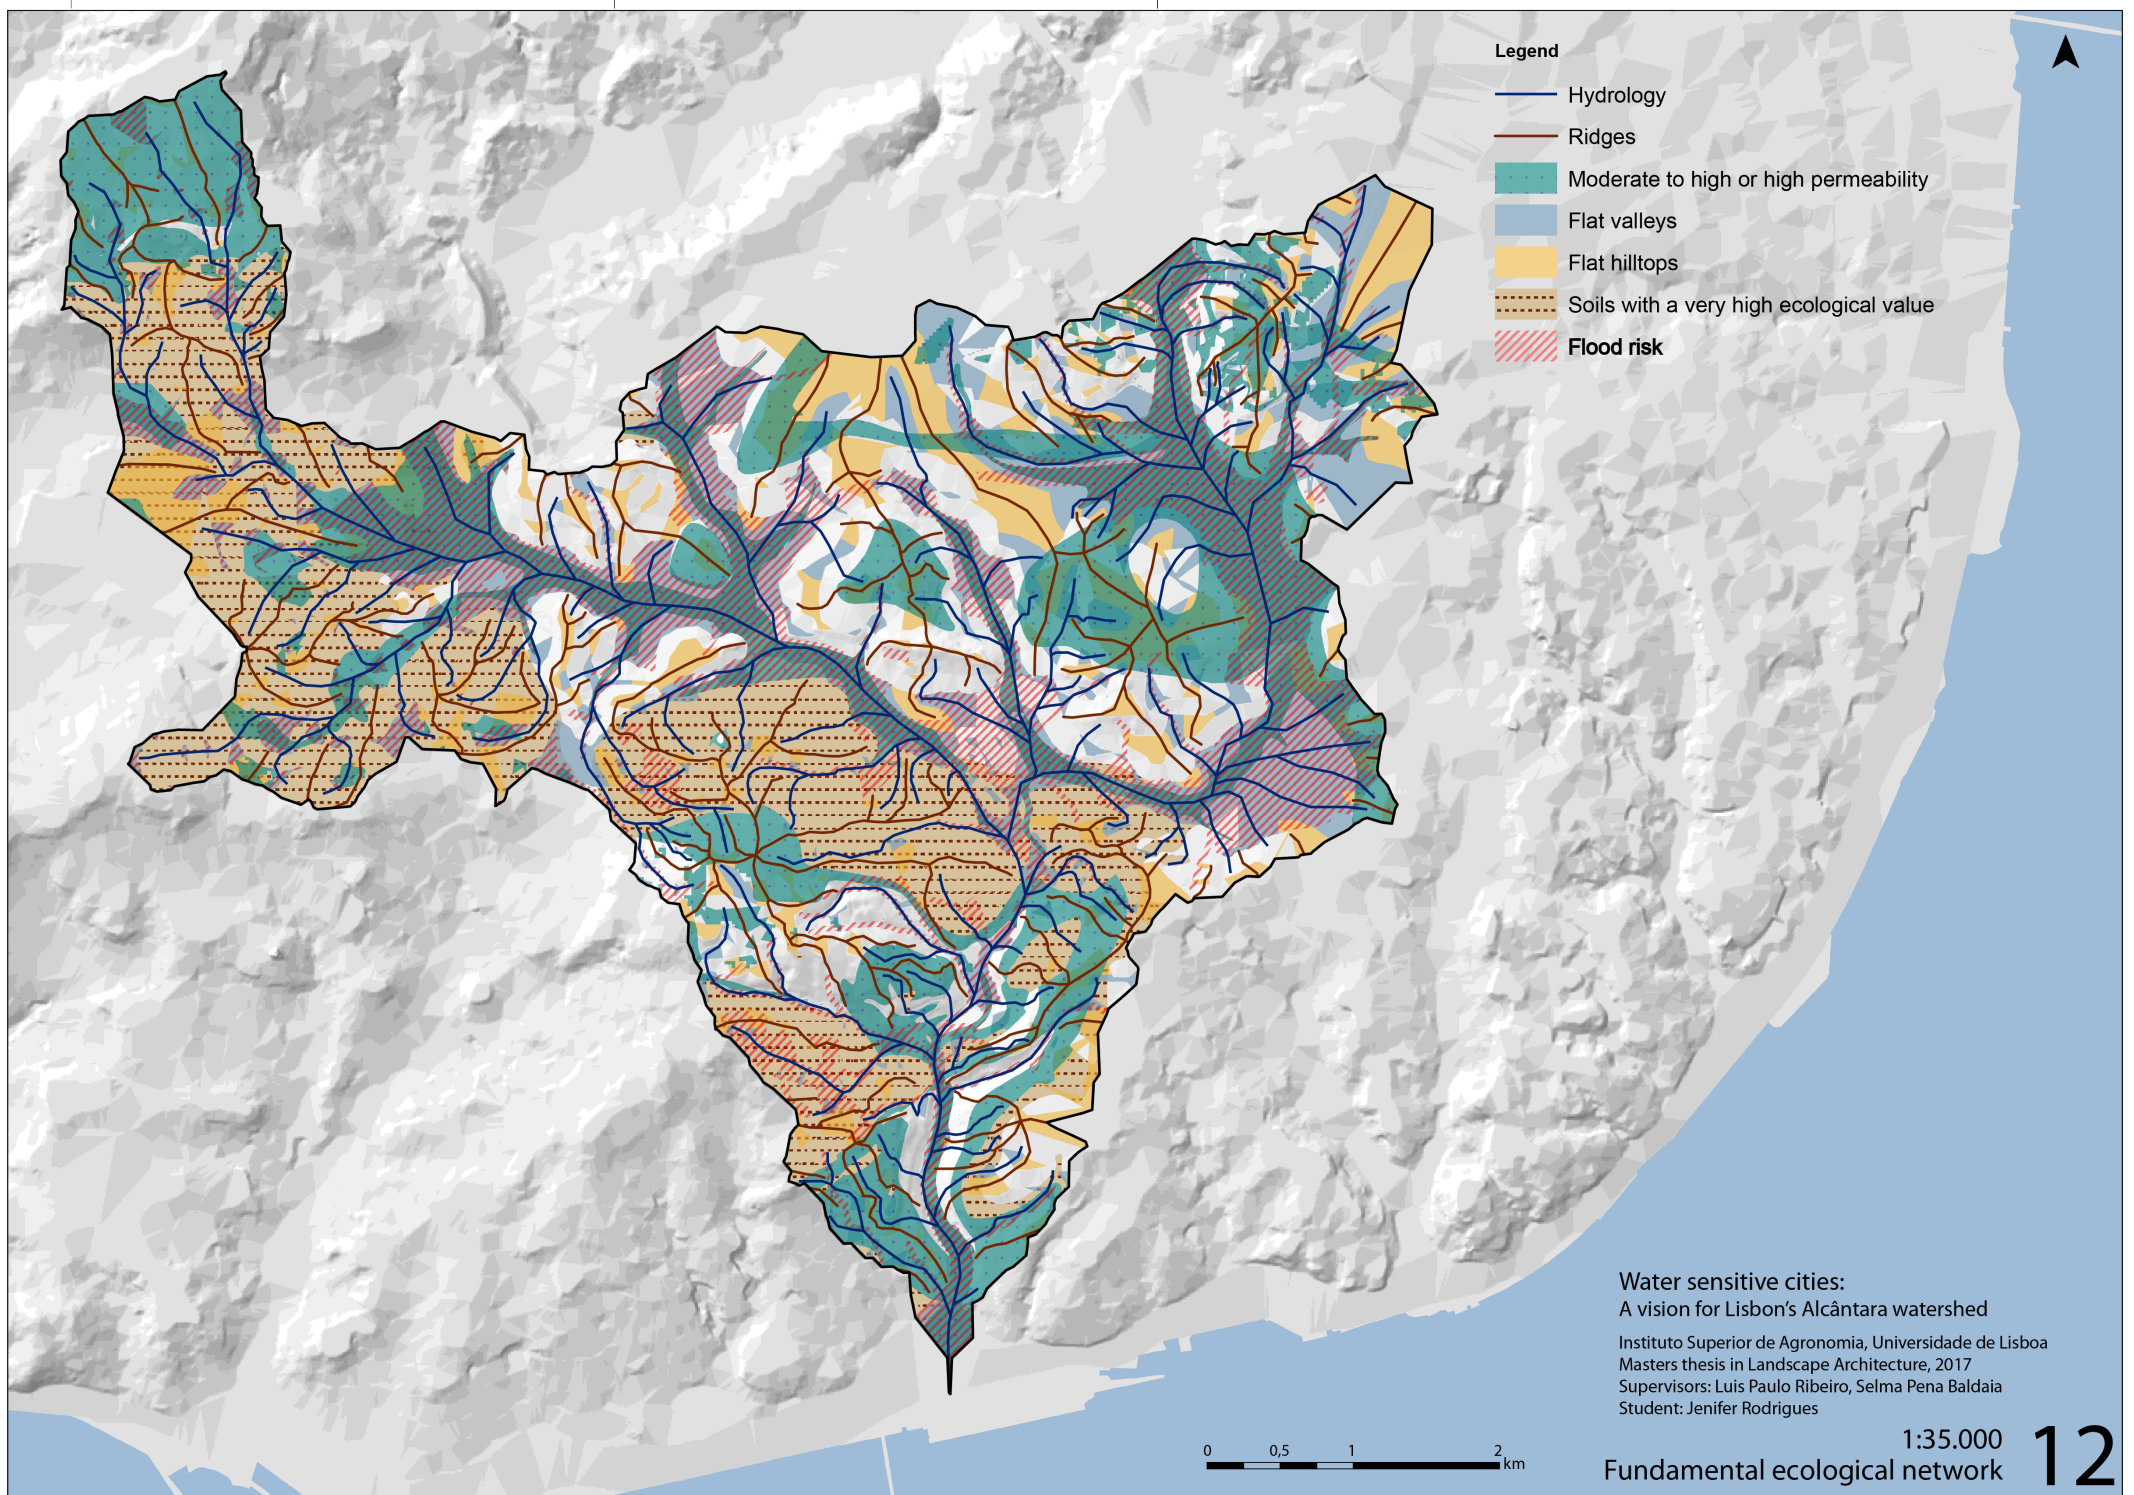 Legend
Hydrology
Ridges
Moderate to high or high permeability
Flat valleys
Flat hilltops
Soils with a very high ecological value
Flood risk
Water sensitive cities:
A vision for Lisbon's Alcântara watershed
Instituto Superior de Agronomia, Universidade de Lisboa
Masters thesis in Landscape Architecture, 2017
Supervisors: Luis Paulo Ribeiro, Selma Pena Baldaia
Student: Jenifer Rodrigues
0 0,5 1 2
km
1:35.000
Fundamental ecological network
12